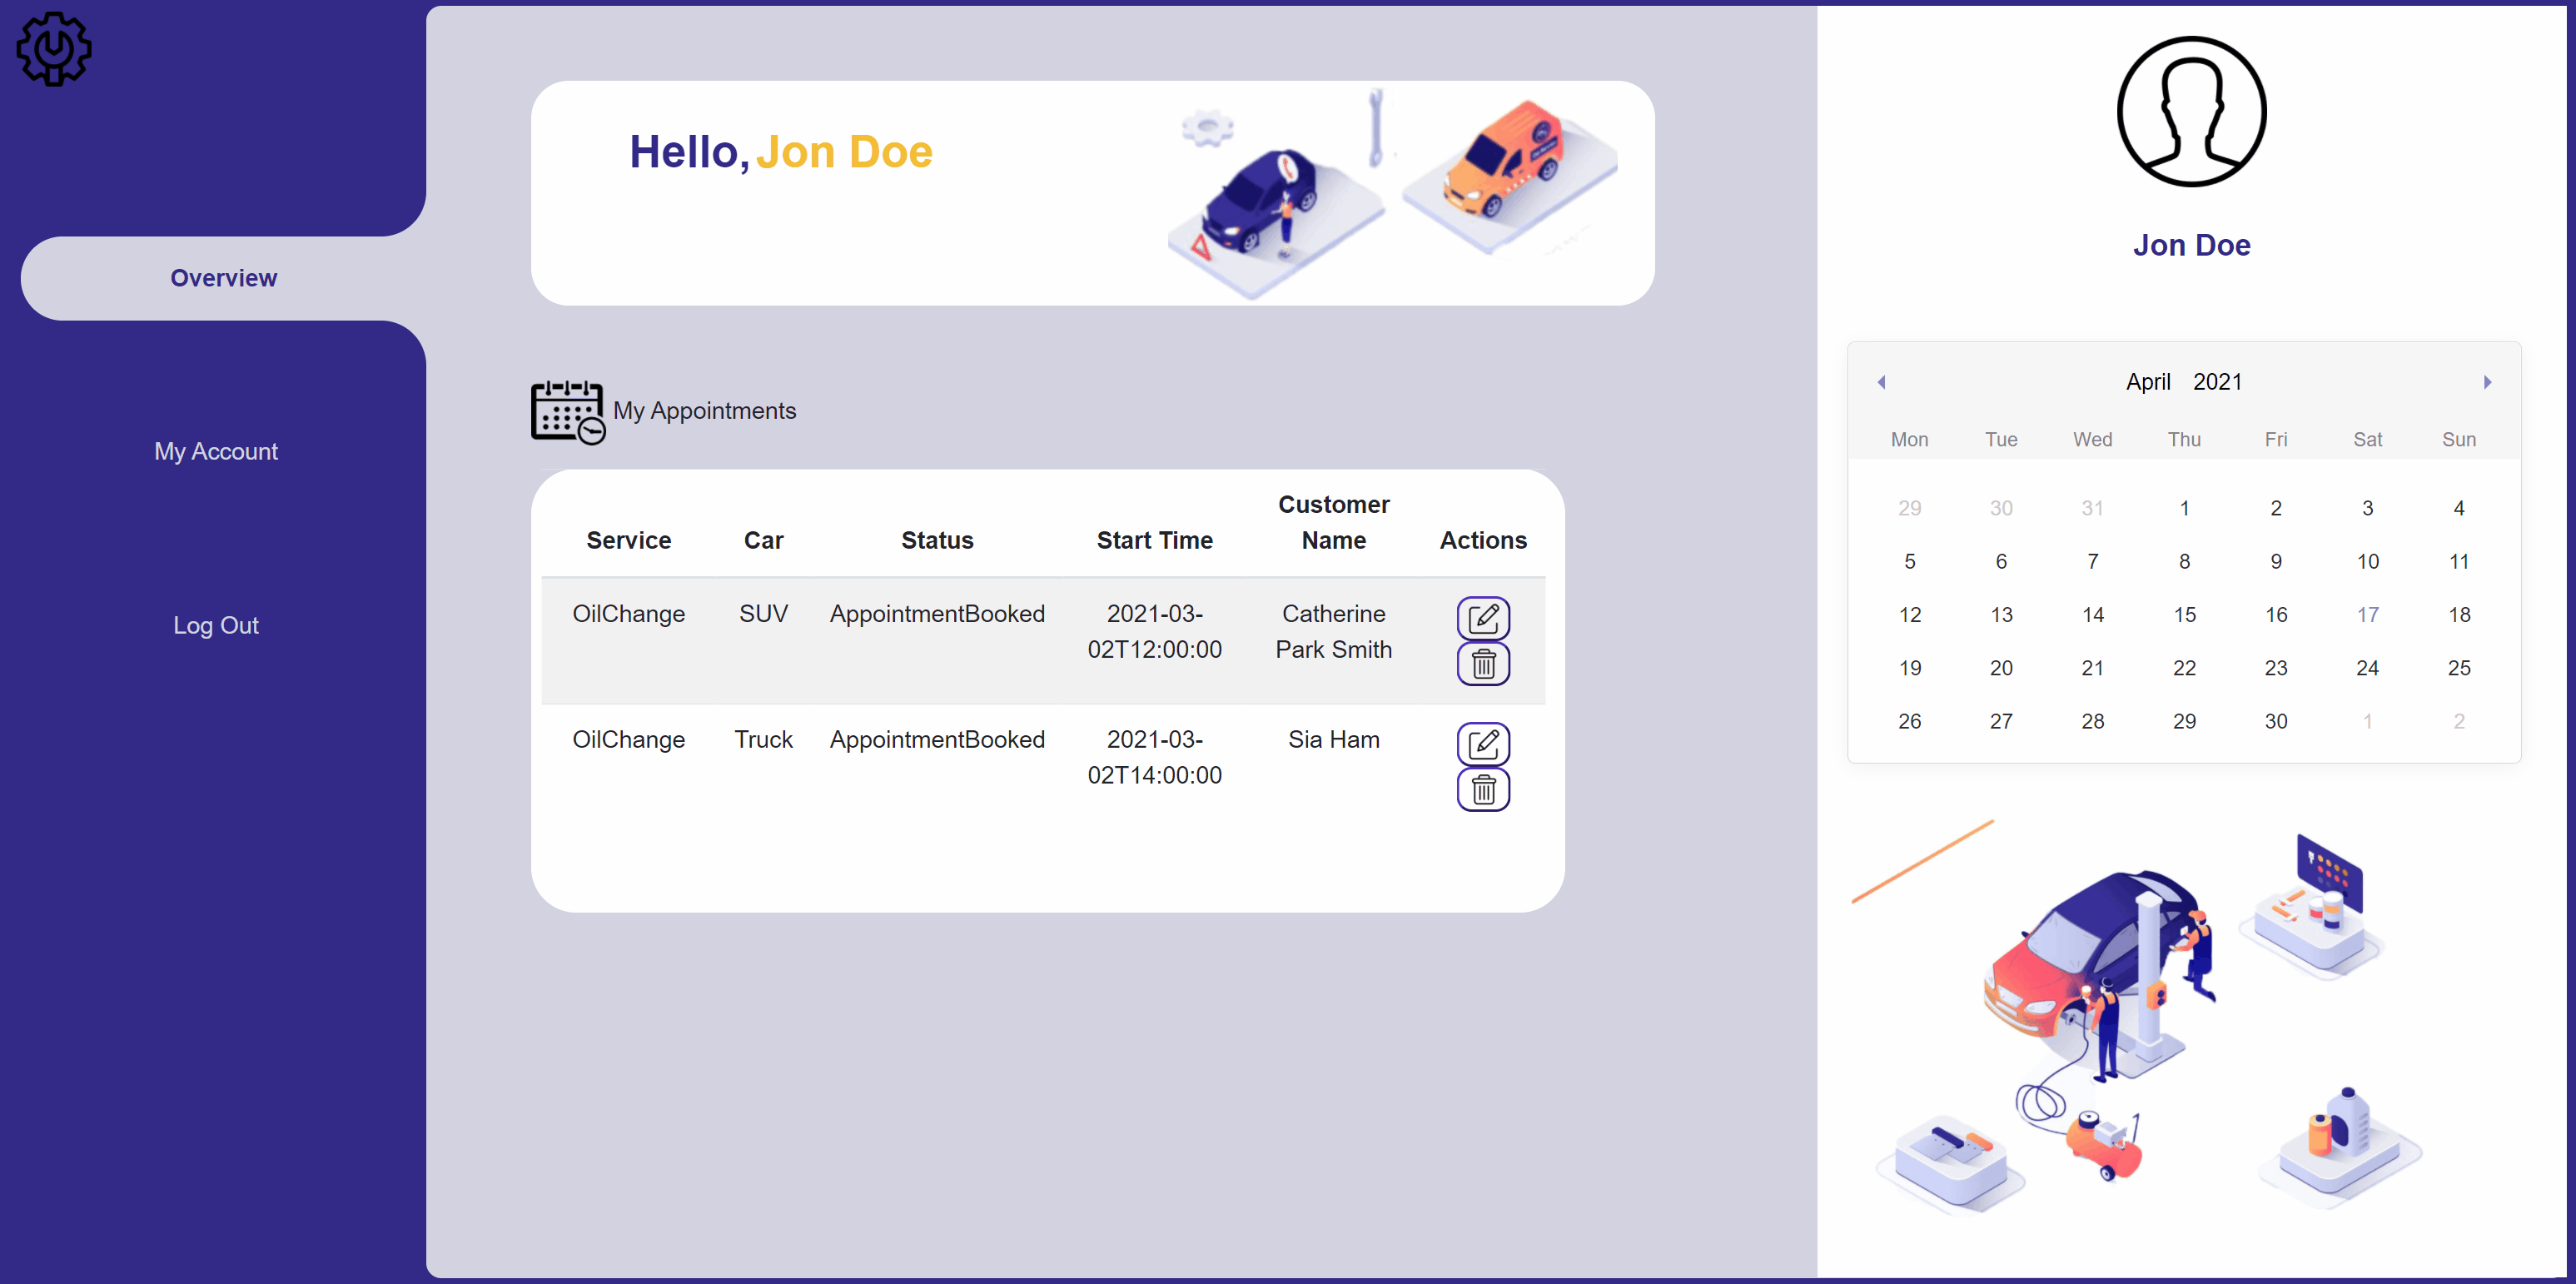 Overview
My Account
Log Out
Hello, Jon Doe
My Appointments
Service Car Status Start Time Customer Name Actions
OilChange SUV AppointmentBooked 2021-03-02T12:00:00 Catherine Park Smith
OilChange Truck AppointmentBooked 2021-03-02T14:00:00 Sia Ham
Jon Doe
April 2021
Mon Tue Wed Thu Fri Sat Sun
29 30 31 1 2 3 4
5 6 7 8 9 10 11
12 13 14 15 16 17 18
19 20 21 22 23 24 25
26 27 28 29 30 1 2